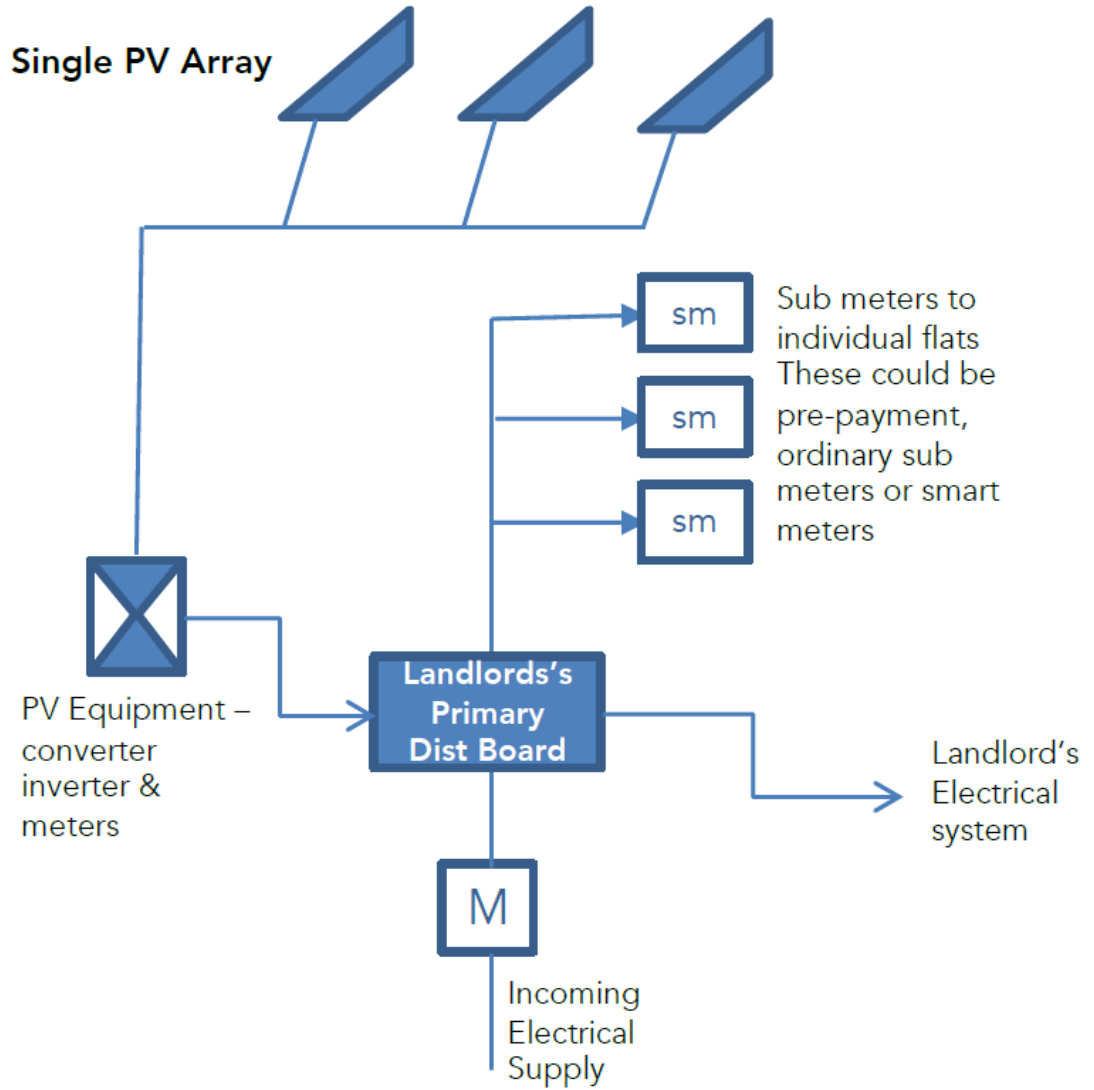 Single PV Array
sm
sm
sm
Sub meters to
individual flats
These could be
pre-payment,
ordinary sub
meters or smart
meters
PV Equipment –
converter
inverter &
meters
Landlords's
Primary
Dist Board
Landlord's
Electrical
system
M
Incoming
Electrical
Supply